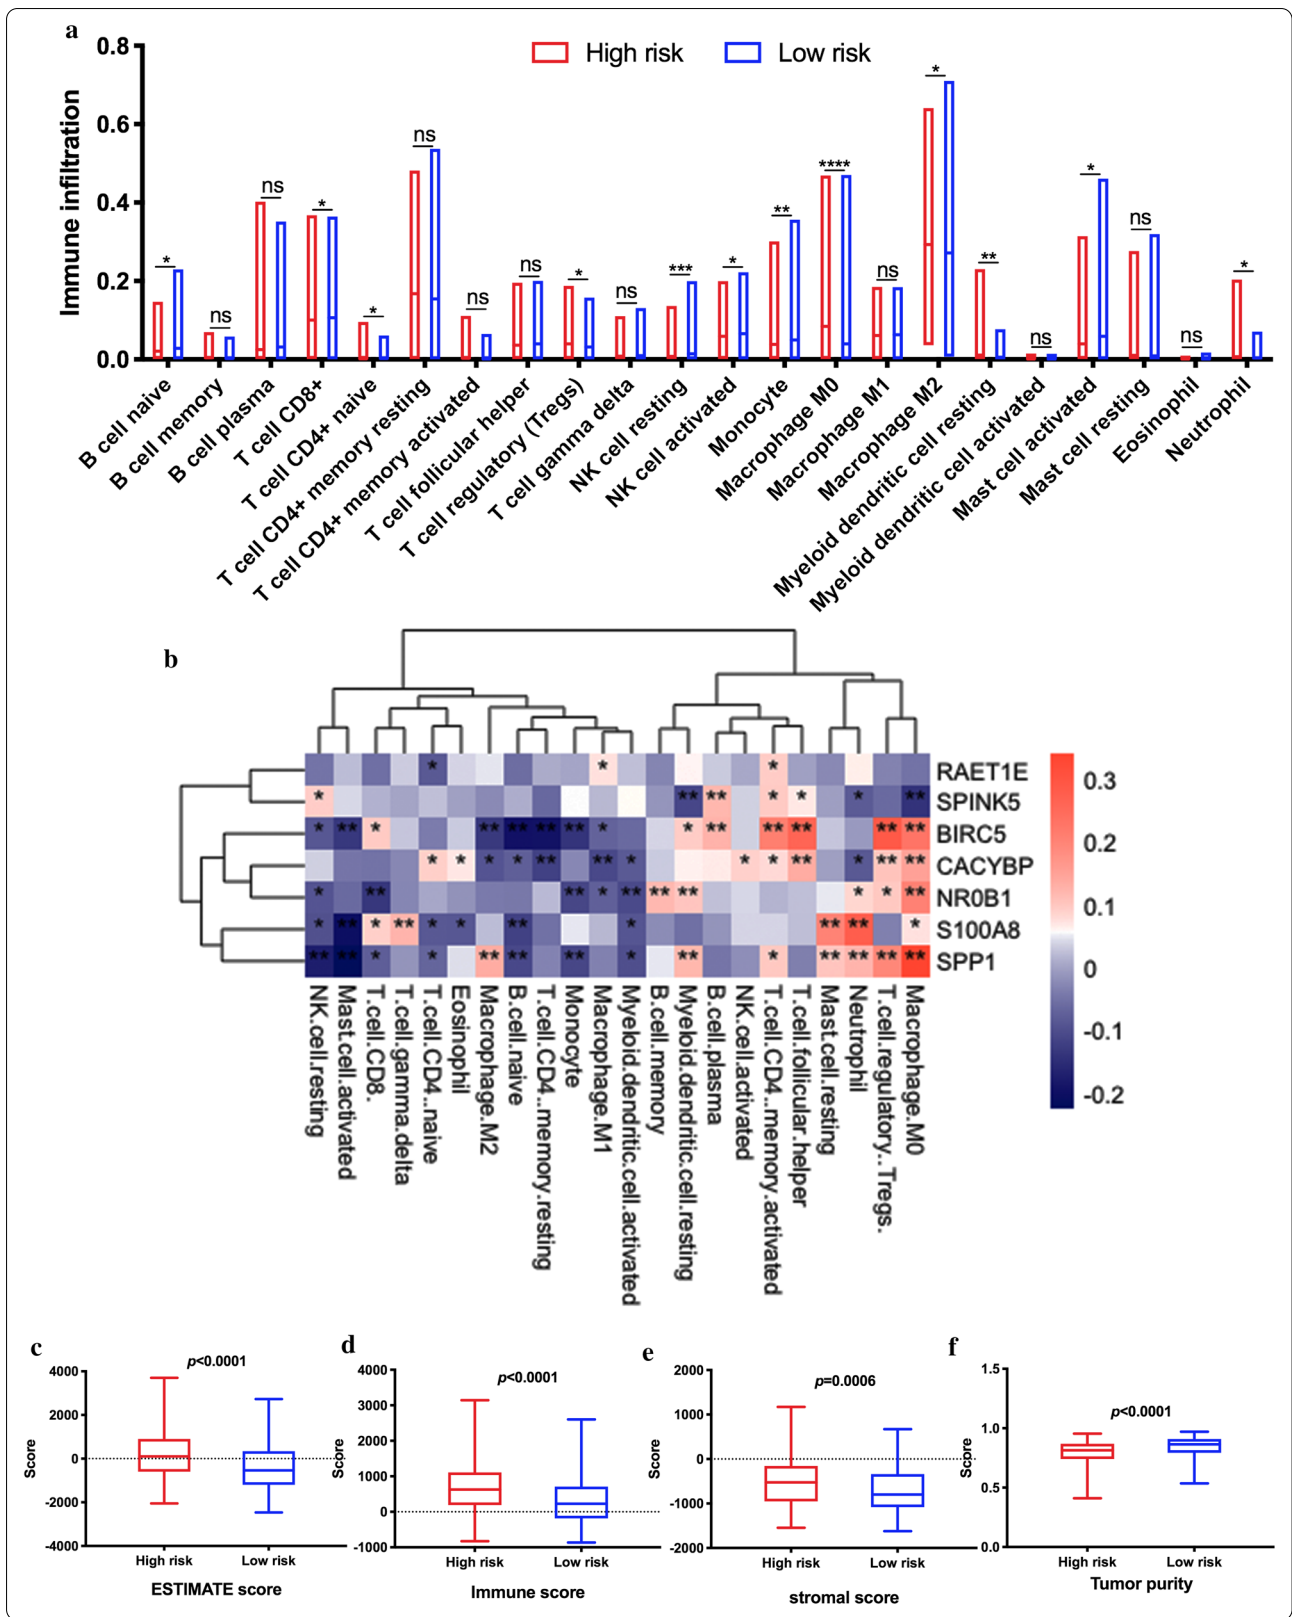 a
High risk
Low risk
Immune infiltration
0.8
0.6
0.4
0.2
0.0
*
ns
ns
*
*
ns
ns
ns
*
ns
***
*
**
****
ns
*
**
ns
*
ns
ns
*
B cell naive
B cell memory
B cell plasma
T cell CD8+
T cell CD4+ naive
T cell CD4+ memory resting
T cell CD4+ memory activated
T cell follicular helper
T cell regulatory (Tregs)
T cell gamma delta
NK cell resting
NK cell activated
Monocyte
Macrophage M0
Macrophage M1
Macrophage M2
Myeloid dendritic cell resting
Myeloid dendritic cell activated
Mast cell activated
Mast cell resting
Eosinophil
Neutrophil
b
* * * RAET1E
* ** ** * * * ** SPINK5
* ** * ** ** ** ** * * ** ** ** ** ** BIRC5
* * * * ** ** * * * ** * ** ** CACYBP
* ** ** * ** ** ** * * ** NR0B1
* ** * ** * * ** * ** ** * S100A8
** ** * * ** ** ** * ** * ** ** ** ** SPP1
0.3
0.2
0.1
0
-0.1
-0.2
NK.cell.resting
Mast.cell.activated
T.cell.CD8.
T.cell.gamma.delta
T.cell.CD4..naive
Eosinophil
Macrophage.M2
B.cell.naive
T.cell.CD4..memory.resting
Monocyte
Macrophage.M1
Myeloid.dendritic.cell.activated
B.cell.memory
Myeloid.dendritic.cell.resting
B.cell.plasma
NK.cell.activated
T.cell.CD4..memory.activated
T.cell.follicular.helper
Mast.cell.resting
Neutrophil
T.cell.regulatory..Tregs.
Macrophage.M0
c
p<0.0001
Score
4000
2000
0
-2000
-4000
High risk
Low risk
ESTIMATE score
d
p<0.0001
Score
4000
3000
2000
1000
0
-1000
High risk
Low risk
Immune score
e
p=0.0006
Score
2000
1000
0
-1000
-2000
High risk
Low risk
stromal score
f
p<0.0001
Score
1.5
1.0
0.5
0.0
High risk
Low risk
Tumor purity